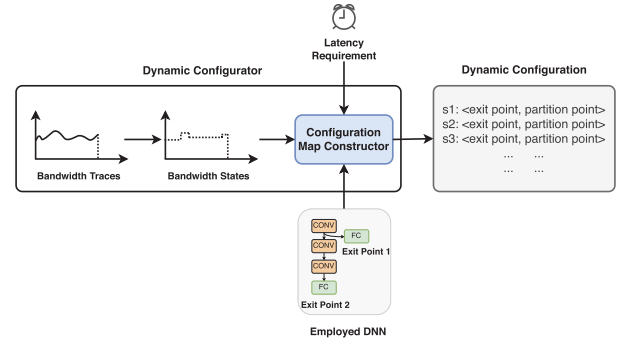 Latency
Requirement
Dynamic Configurator
Dynamic Configuration
Bandwidth Traces
Bandwidth States
Configuration
Map Constructor
s1: <exit point, partition point>
s2: <exit point, partition point>
s3: <exit point, partition point>
... ...
... ...
CONV
FC
CONV
Exit Point 1
CONV
FC
Exit Point 2
Employed DNN